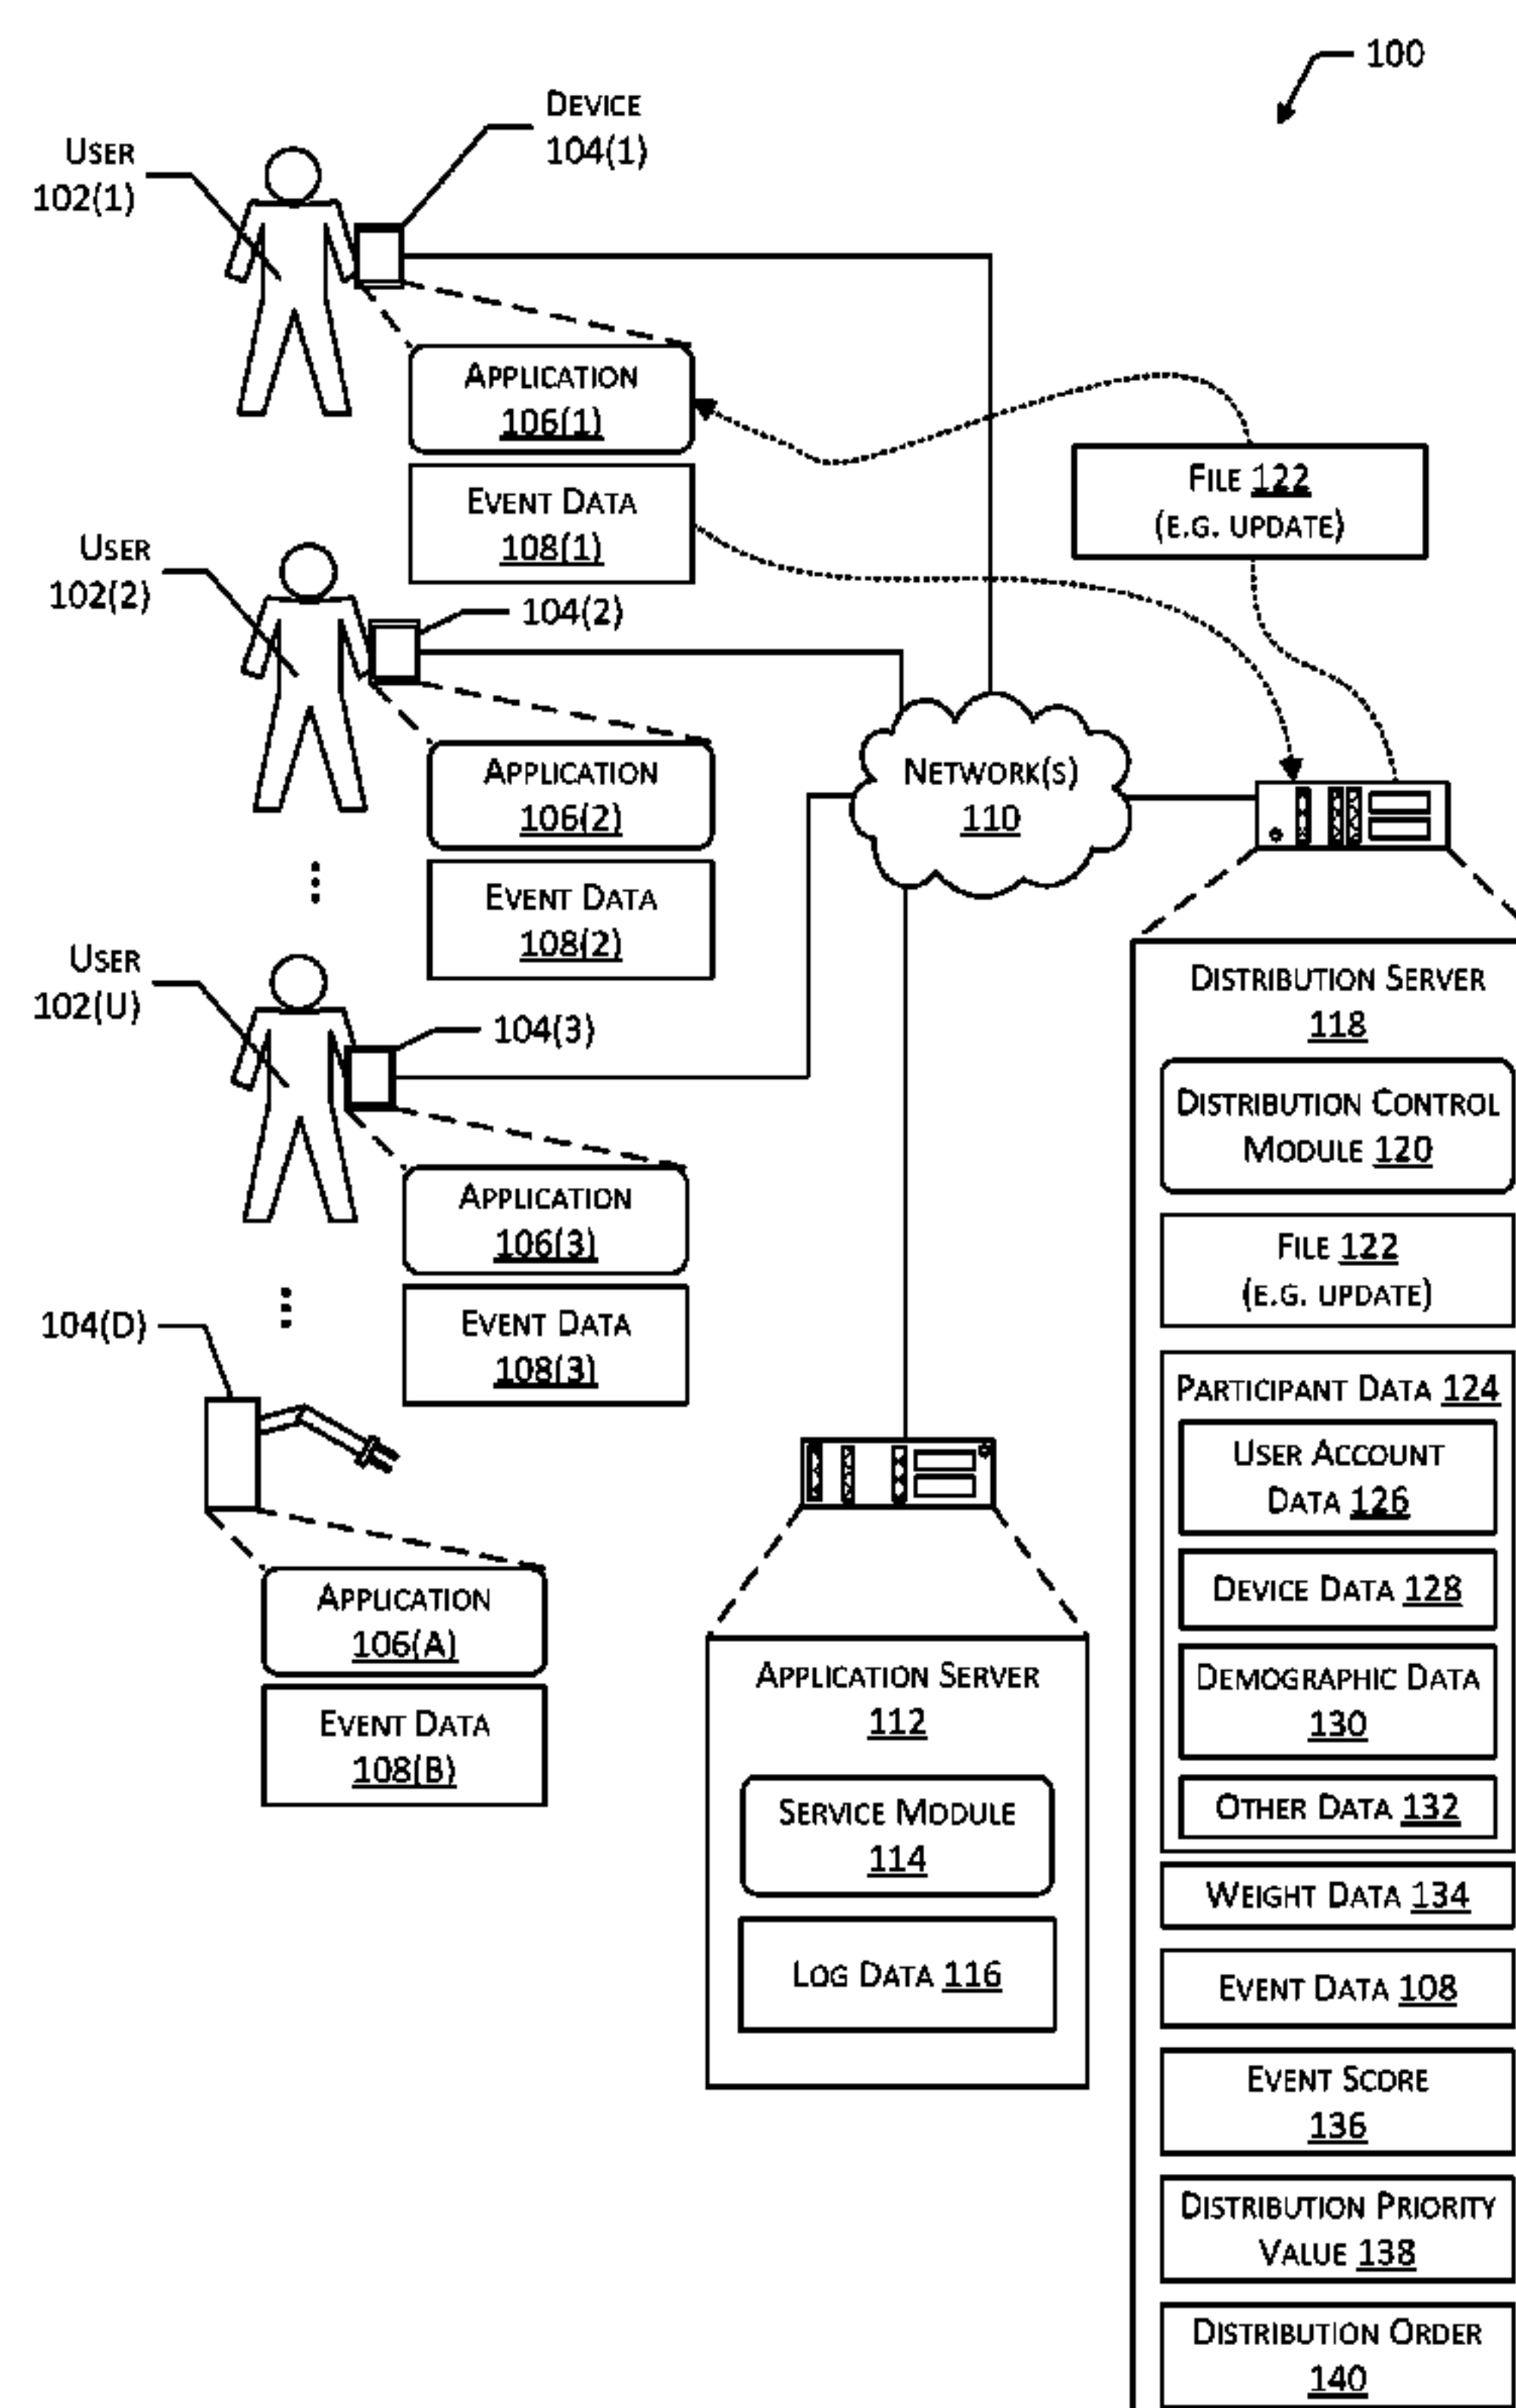 100
DEVICE
104(1)
USER
102(1)
APPLICATION
106(1)
EVENT DATA
108(1)
FILE 122
(E.G. UPDATE)
USER
102(2)
104(2)
APPLICATION
106(2)
EVENT DATA
108(2)
NETWORK(S)
110
USER
102(U)
104(3)
APPLICATION
106(3)
EVENT DATA
108(3)
104(D)
APPLICATION
106(A)
EVENT DATA
108(B)
APPLICATION SERVER
112
SERVICE MODULE
114
LOG DATA 116
DISTRIBUTION SERVER
118
DISTRIBUTION CONTROL
MODULE 120
FILE 122
(E.G. UPDATE)
PARTICIPANT DATA 124
USER ACCOUNT
DATA 126
DEVICE DATA 128
DEMOGRAPHIC DATA
130
OTHER DATA 132
WEIGHT DATA 134
EVENT DATA 108
EVENT SCORE
136
DISTRIBUTION PRIORITY
VALUE 138
DISTRIBUTION ORDER
140